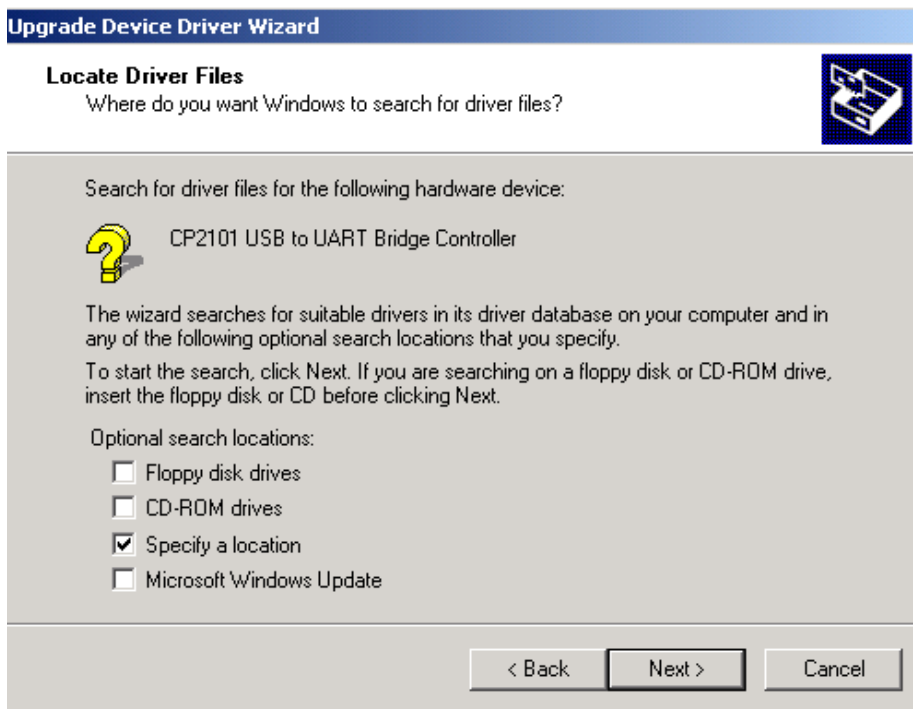 Upgrade Device Driver Wizard
Locate Driver Files
Where do you want Windows to search for driver files?
Search for driver files for the following hardware device:
CP2101 USB to UART Bridge Controller
The wizard searches for suitable drivers in its driver database on your computer and in
any of the following optional search locations that you specify.
To start the search, click Next. If you are searching on a floppy disk or CD-ROM drive,
insert the floppy disk or CD before clicking Next.
Optional search locations:
Floppy disk drives
CD-ROM drives
Specify a location
Microsoft Windows Update
< Back Next > Cancel